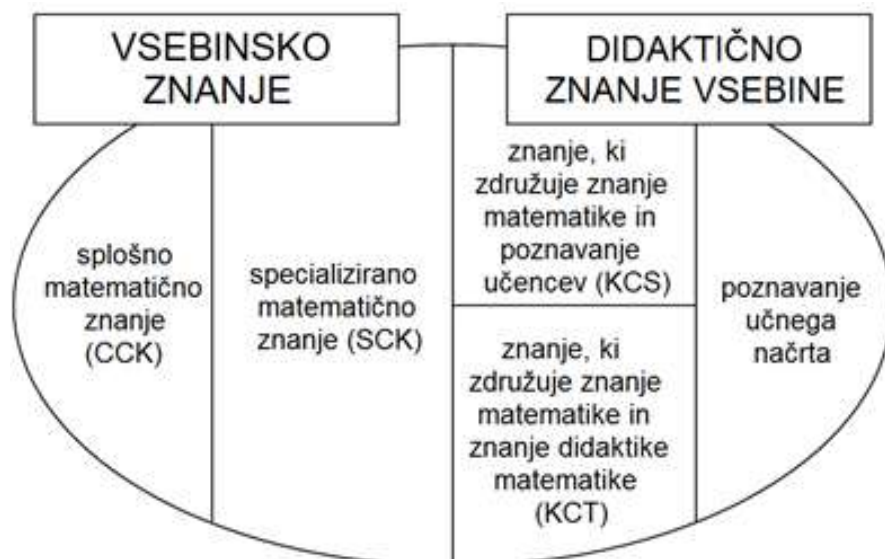 VSEBINSKO
ZNANJE
DIDAKTIČNO
ZNANJE VSEBINE
splošno
matematično
znanje
(CCK)
specializirano
matematično
znanje (SCK)
znanje, ki
združuje znanje
matematike in
poznavanje
učencev (KCS)
znanje, ki
združuje znanje
matematike in
znanje didaktike
matematike
(KCT)
poznavanje
učnega
načrta